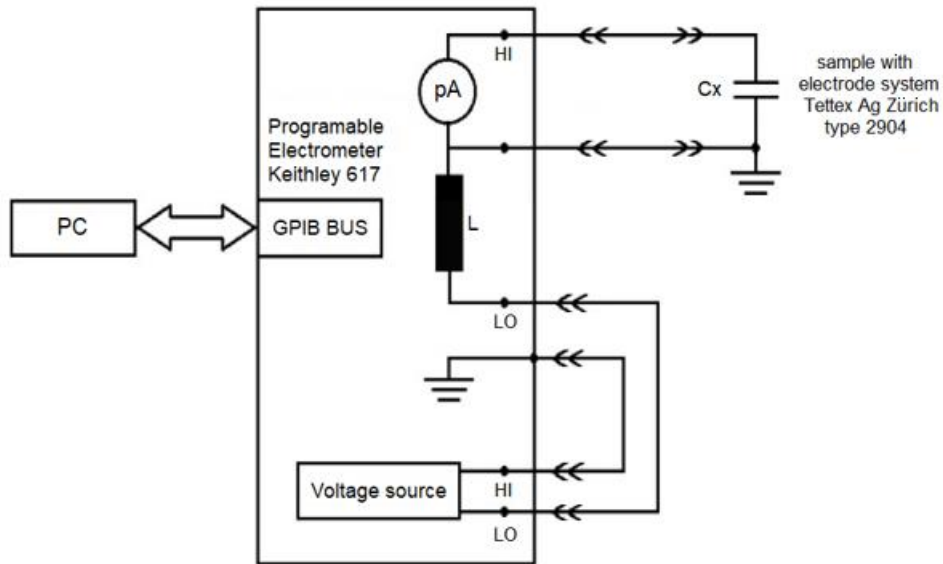 HI
pA
Cx
sample with
electrode system
Tettex Ag Zürich
type 2904
Programable
Electrometer
Keithley 617
PC
GPIB BUS
L
LO
Voltage source
HI
LO